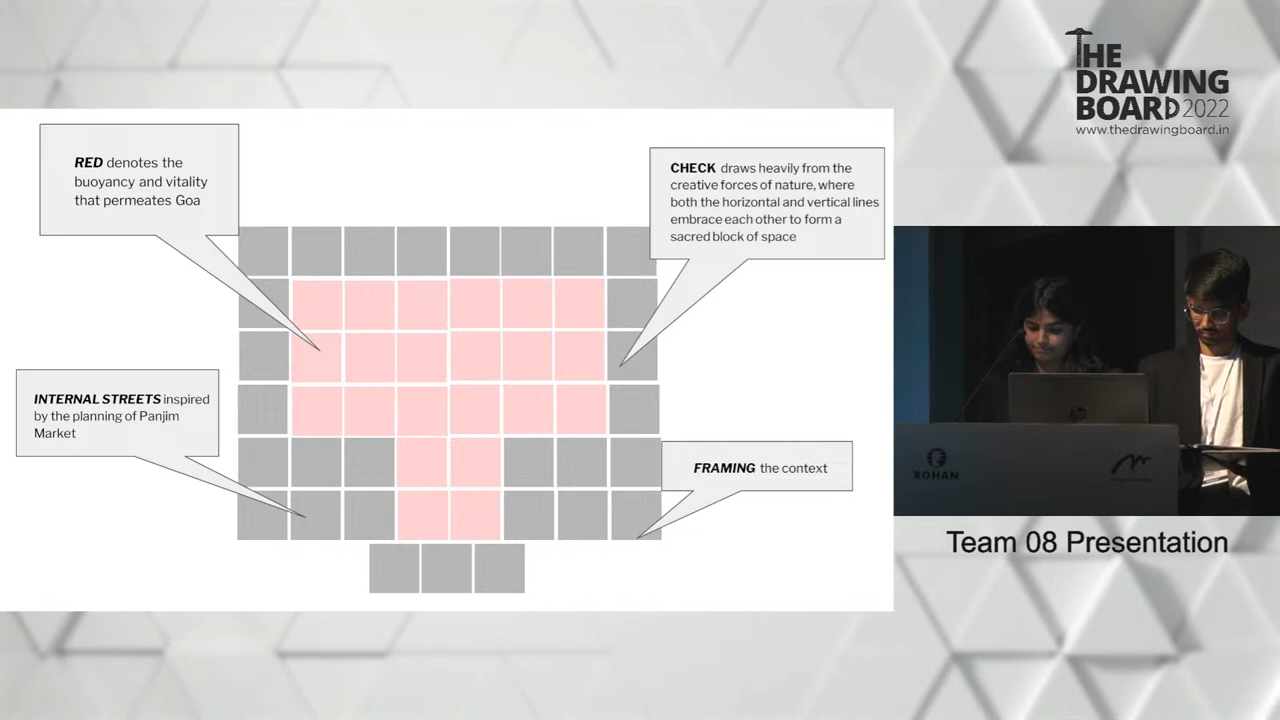 THE
DRAWING
BOARD 2022
www.thedrawingboard.in
RED denotes the
buoyancy and vitality
that permeates Goa
CHECK draws heavily from the
creative forces of nature, where
both the horizontal and vertical lines
embrace each other to form a
sacred block of space
INTERNAL STREETS inspired
by the planning of Panjim
Market
FRAMING the context
ROHAN
Team 08 Presentation